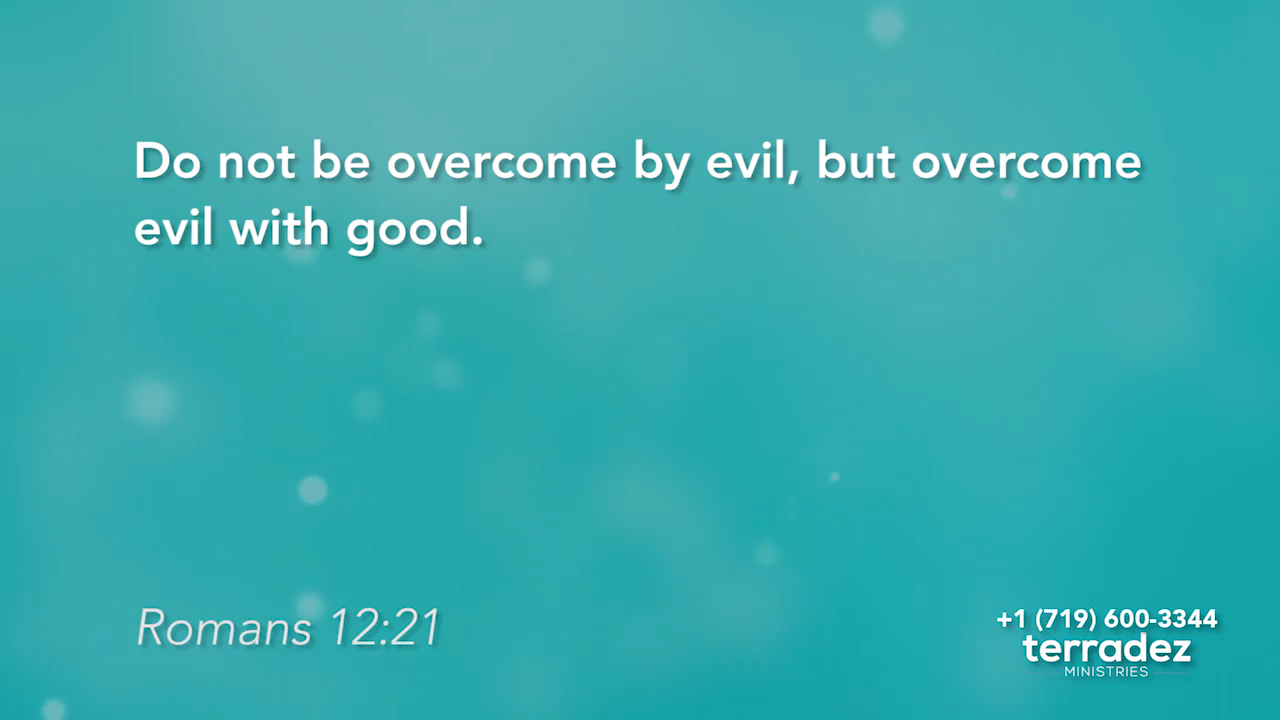 Do not be overcome by evil, but overcome
evil with good.
Romans 12:21
+1 (719) 600-3344
terradez
MINISTRIES